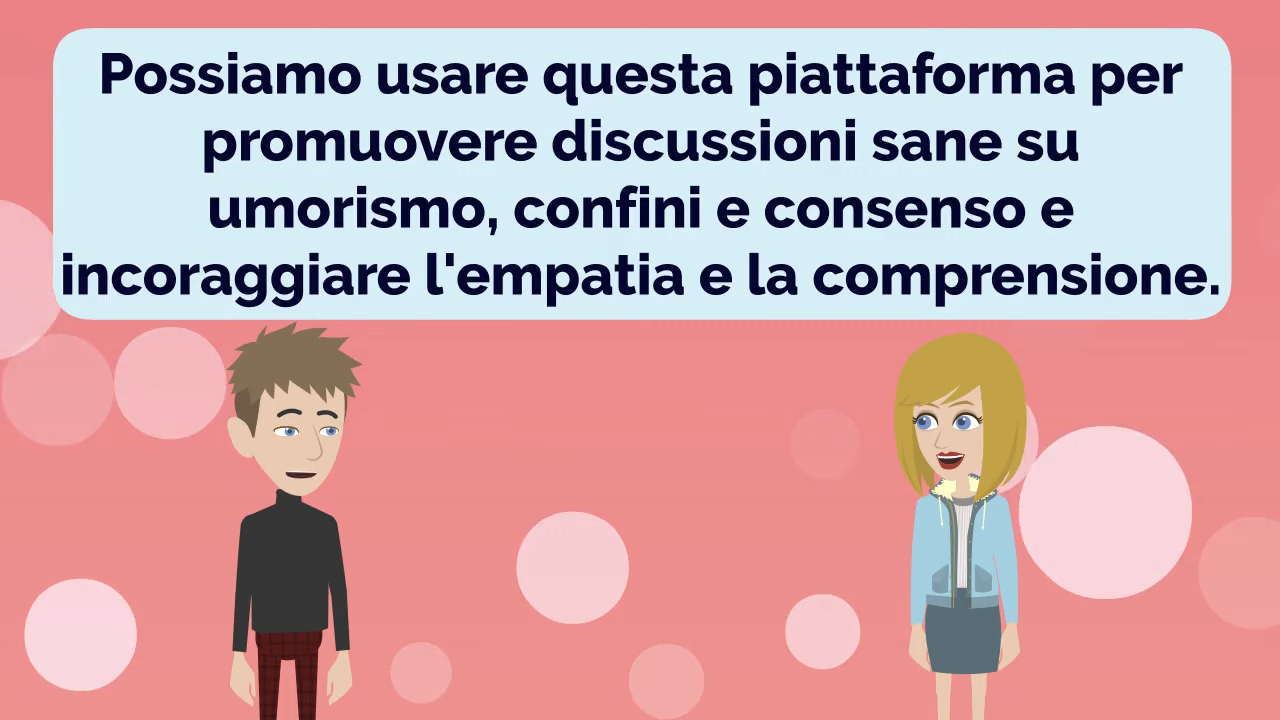 Possiamo usare questa piattaforma per
promuovere discussioni sane su
umorismo, confini e consenso e
incoraggiare l'empatia e la comprensione.